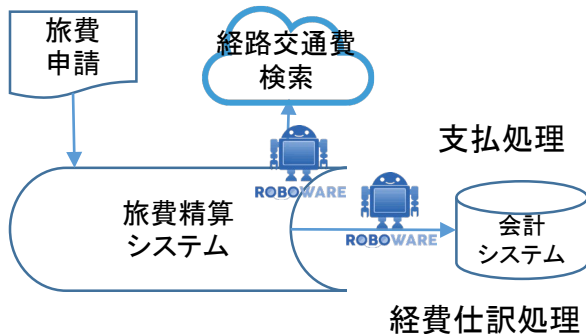 旅費
申請
経路交通費
検索
ROBOWARE
支払処理
旅費精算
システム
ROBOWARE
会計
システム
経費仕訳処理